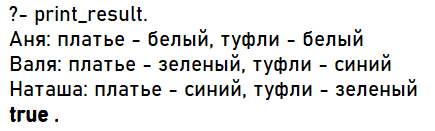 ?- print_result.
Аня: платье - белый, туфли - белый
Валя: платье - зеленый, туфли - синий
Наташа: платье - синий, туфли - зеленый
true .